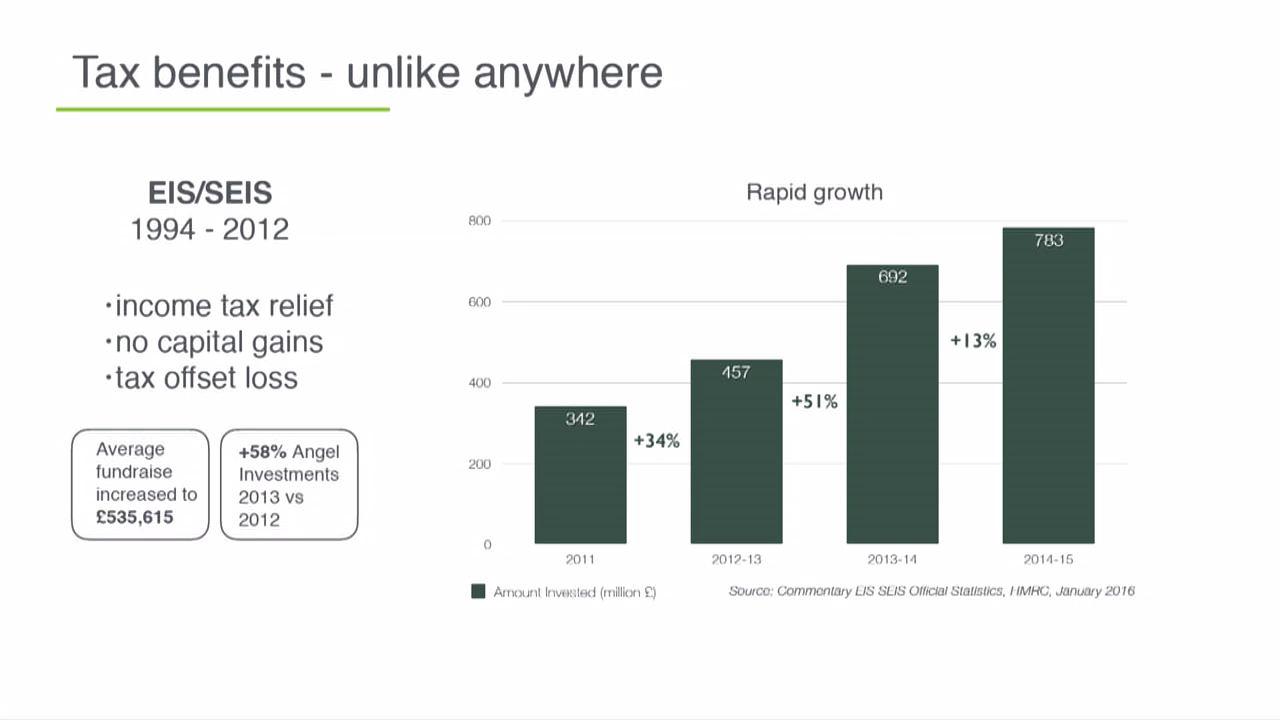 Tax benefits - unlike anywhere
EIS/SEIS
1994 - 2012
·income tax relief
·no capital gains
·tax offset loss
Average
fundraise
increased to
£535,615
+58% Angel
Investments
2013 vs
2012
Rapid growth
800
600
400
200
0
342
+34%
457
+51%
692
+13%
783
2011
2012-13
2013-14
2014-15
Amount Invested (million £)
Source: Commentary EIS SEIS Official Statistics, HMRC, January 2016